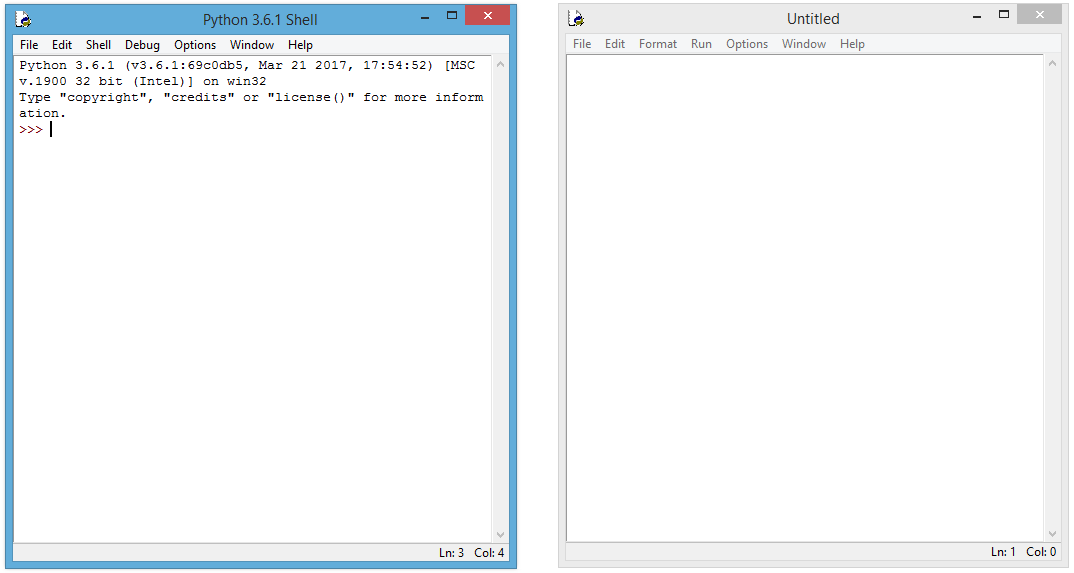 Python 3.6.1 Shell
File Edit Shell Debug Options Window Help
Python 3.6.1 (v3.6.1:69c0db5, Mar 21 2017, 17:54:52) [MSC
v.1900 32 bit (Intel)] on win32
Type "copyright", "credits" or "license()" for more inform
ation.
>>>
Ln: 3 Col: 4
Untitled
File Edit Format Run Options Window Help
Ln: 1 Col: 0